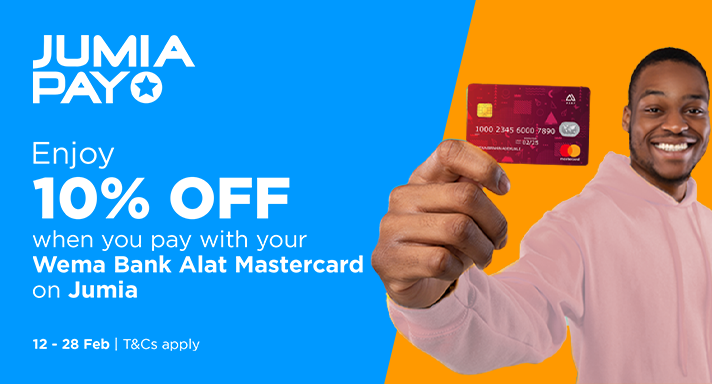 JUMIA
PAY
Enjoy
10% OFF
when you pay with your
Wema Bank Alat Mastercard
on Jumia
12 - 28 Feb | T&Cs apply
1000 2345 6000 7890
02/25
mastercard